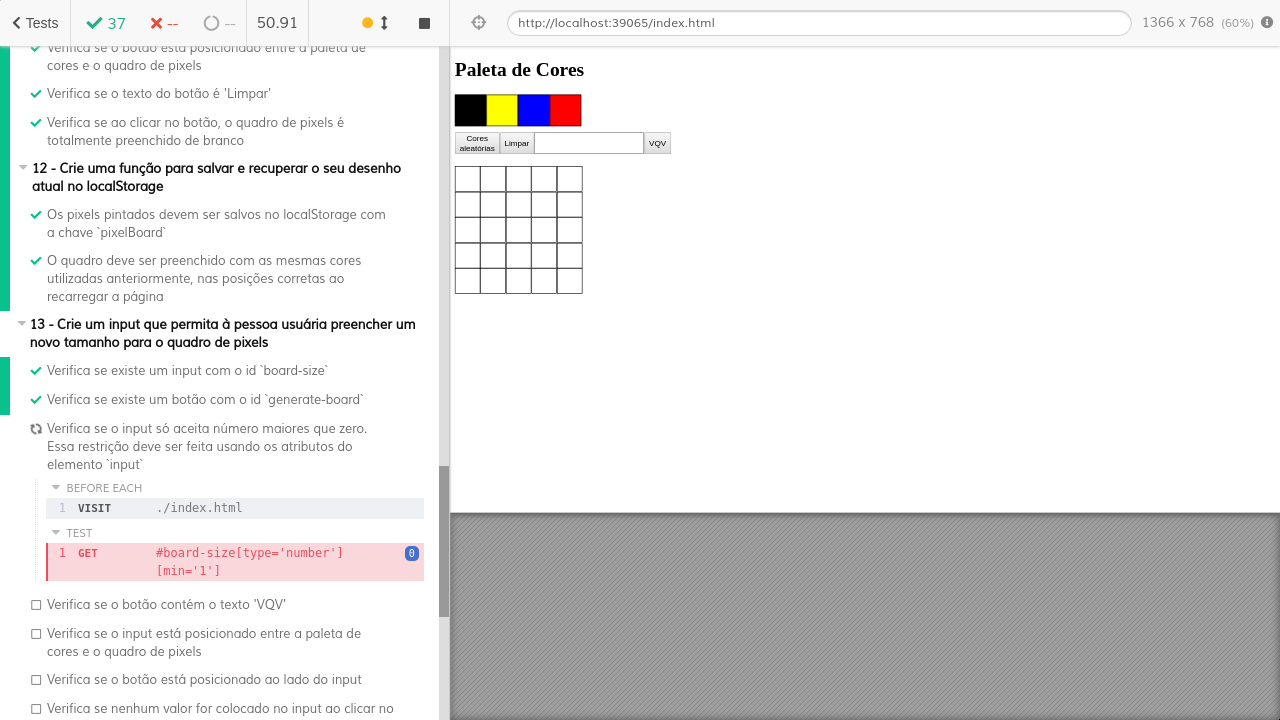 Tests
37
--
--
50.91
http://localhost:39065/index.html
1366 x 768 (60%)
Verifica se o botão está posicionado entre a paleta de
cores e o quadro de pixels
Verifica se o texto do botão é 'Limpar'
Verifica se ao clicar no botão, o quadro de pixels é
totalmente preenchido de branco
12 - Crie uma função para salvar e recuperar o seu desenho
atual no localStorage
Os pixels pintados devem ser salvos no localStorage com
a chave `pixelBoard`
O quadro deve ser preenchido com as mesmas cores
utilizadas anteriormente, nas posições corretas ao
recarregar a página
13 - Crie um input que permita à pessoa usuária preencher um
novo tamanho para o quadro de pixels
Verifica se existe um input com o id `board-size`
Verifica se existe um botão com o id `generate-board`
Verifica se o input só aceita número maiores que zero.
Essa restrição deve ser feita usando os atributos do
elemento `input`
BEFORE EACH
1 VISIT ./index.html
TEST
1 GET #board-size[type='number'] 0
[min='1']
Verifica se o botão contém o texto 'VQV'
Verifica se o input está posicionado entre a paleta de
cores e o quadro de pixels
Verifica se o botão está posicionado ao lado do input
Verifica se nenhum valor for colocado no input ao clicar no
Paleta de Cores
Cores
aleatórias
Limpar
VQV